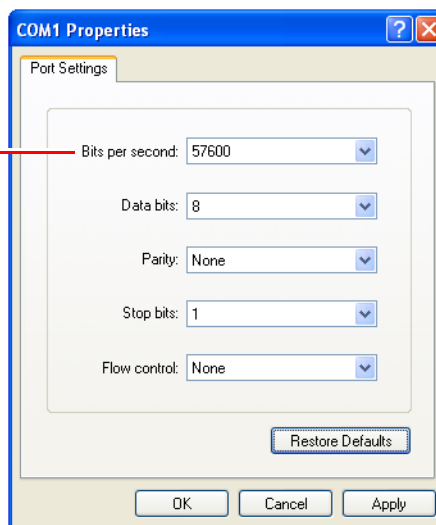 COM1 Properties
Port Settings
Bits per second: 57600
Data bits: 8
Parity: None
Stop bits: 1
Flow control: None
Restore Defaults
OK Cancel Apply